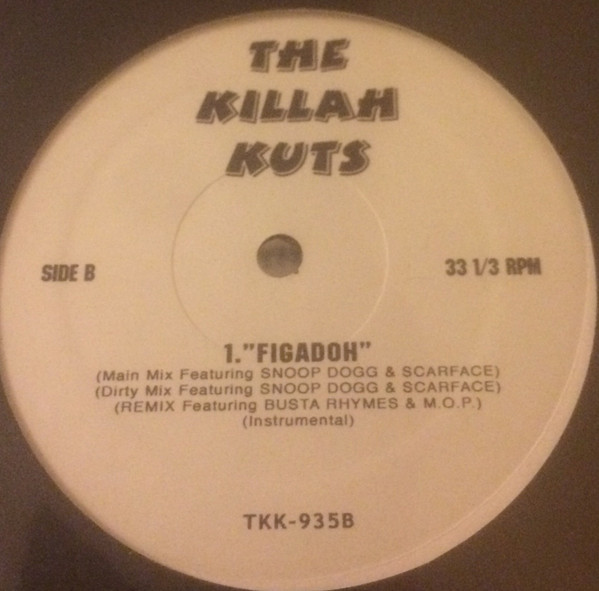 THE
KILLAH
KUTS
SIDE B
33 1/3 RPM
1."FIGADOH"
(Main Mix Featuring SNOOP DOGG & SCARFACE)
(Dirty Mix Featuring SNOOP DOGG & SCARFACE)
(REMIX Featuring BUSTA RHYMES & M.O.P.)
(Instrumental)
TKK-935B